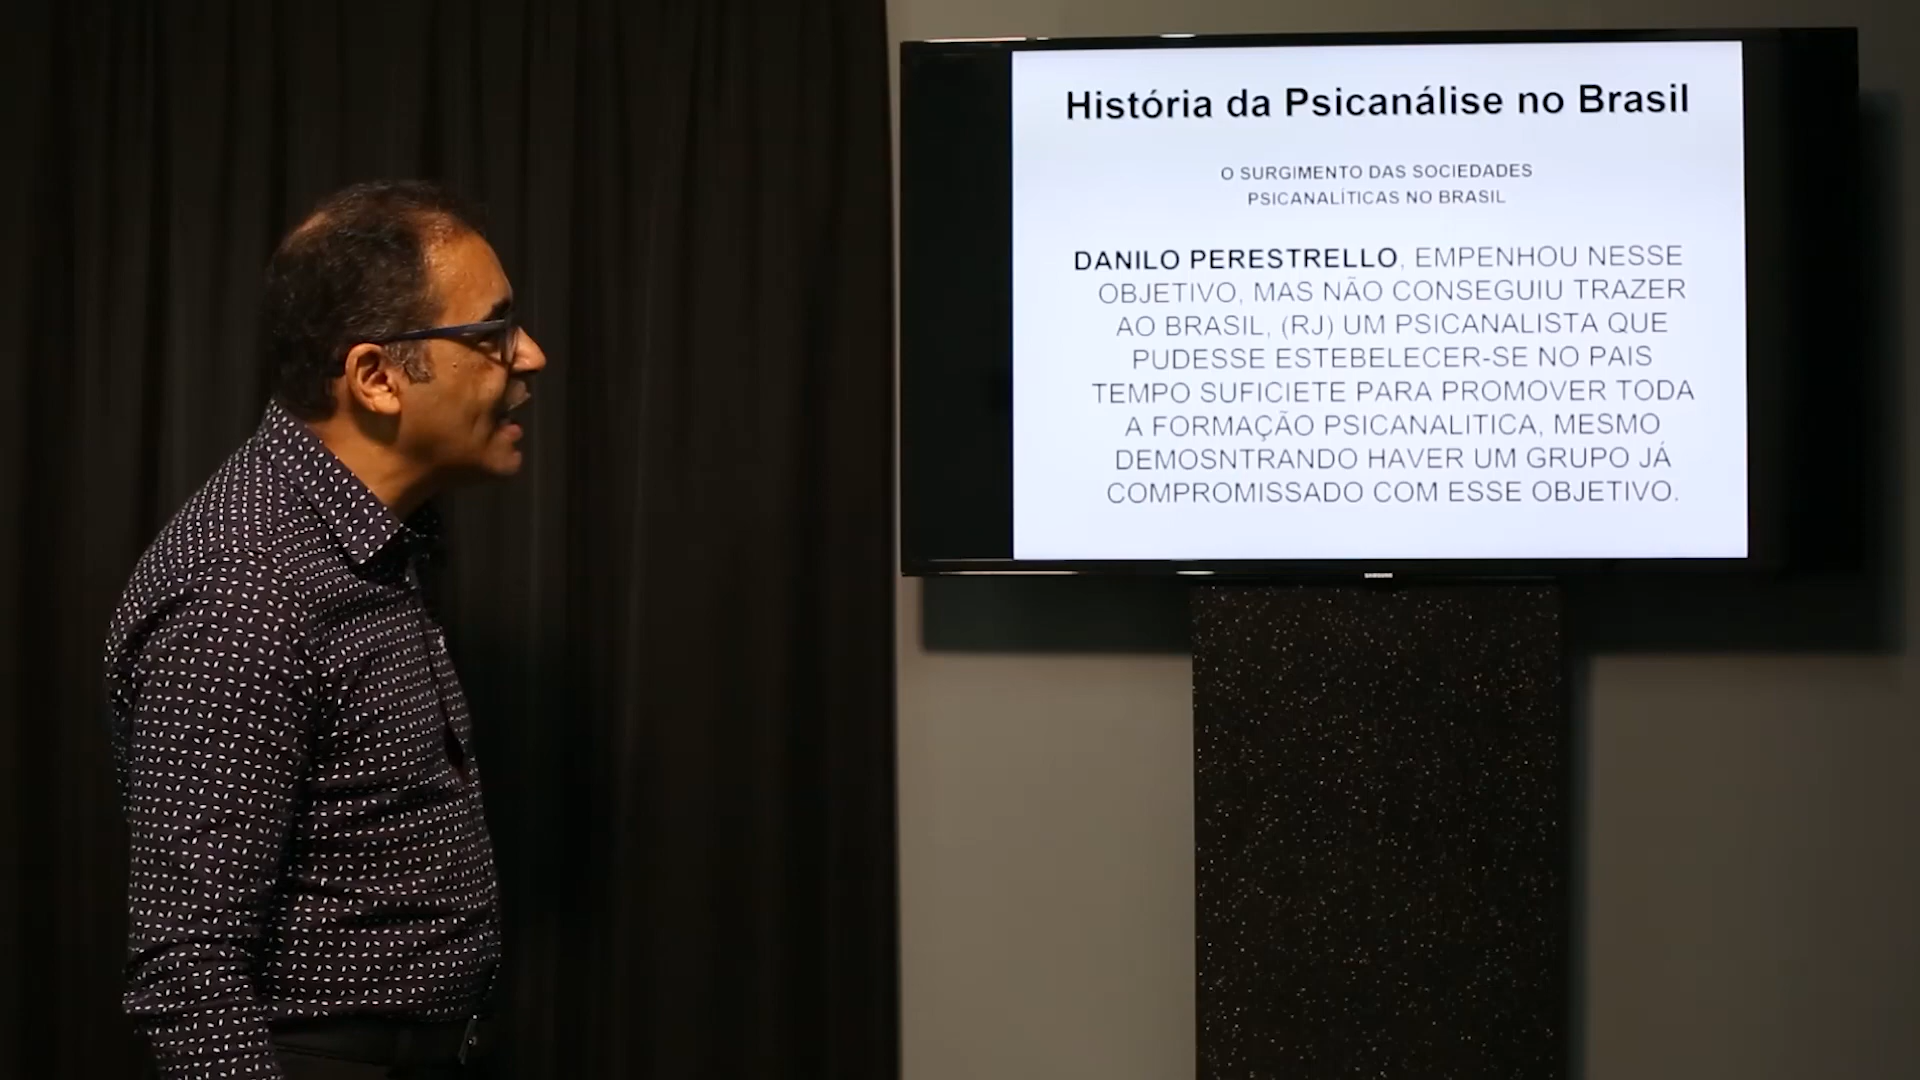 História da Psicanálise no Brasil
O SURGIMENTO DAS SOCIEDADES
PSICANALÍTICAS NO BRASIL
DANILO PERESTRELLO, EMPENHOU NESSE
OBJETIVO, MAS NÃO CONSEGUIU TRAZER
AO BRASIL, (RJ) UM PSICANALISTA QUE
PUDESSE ESTEBELECER-SE NO PAIS
TEMPO SUFICIETE PARA PROMOVER TODA
A FORMAÇÃO PSICANALITICA, MESMO
DEMOSNTRANDO HAVER UM GRUPO JÁ
COMPROMISSADO COM ESSE OBJETIVO.
SAMSUNG